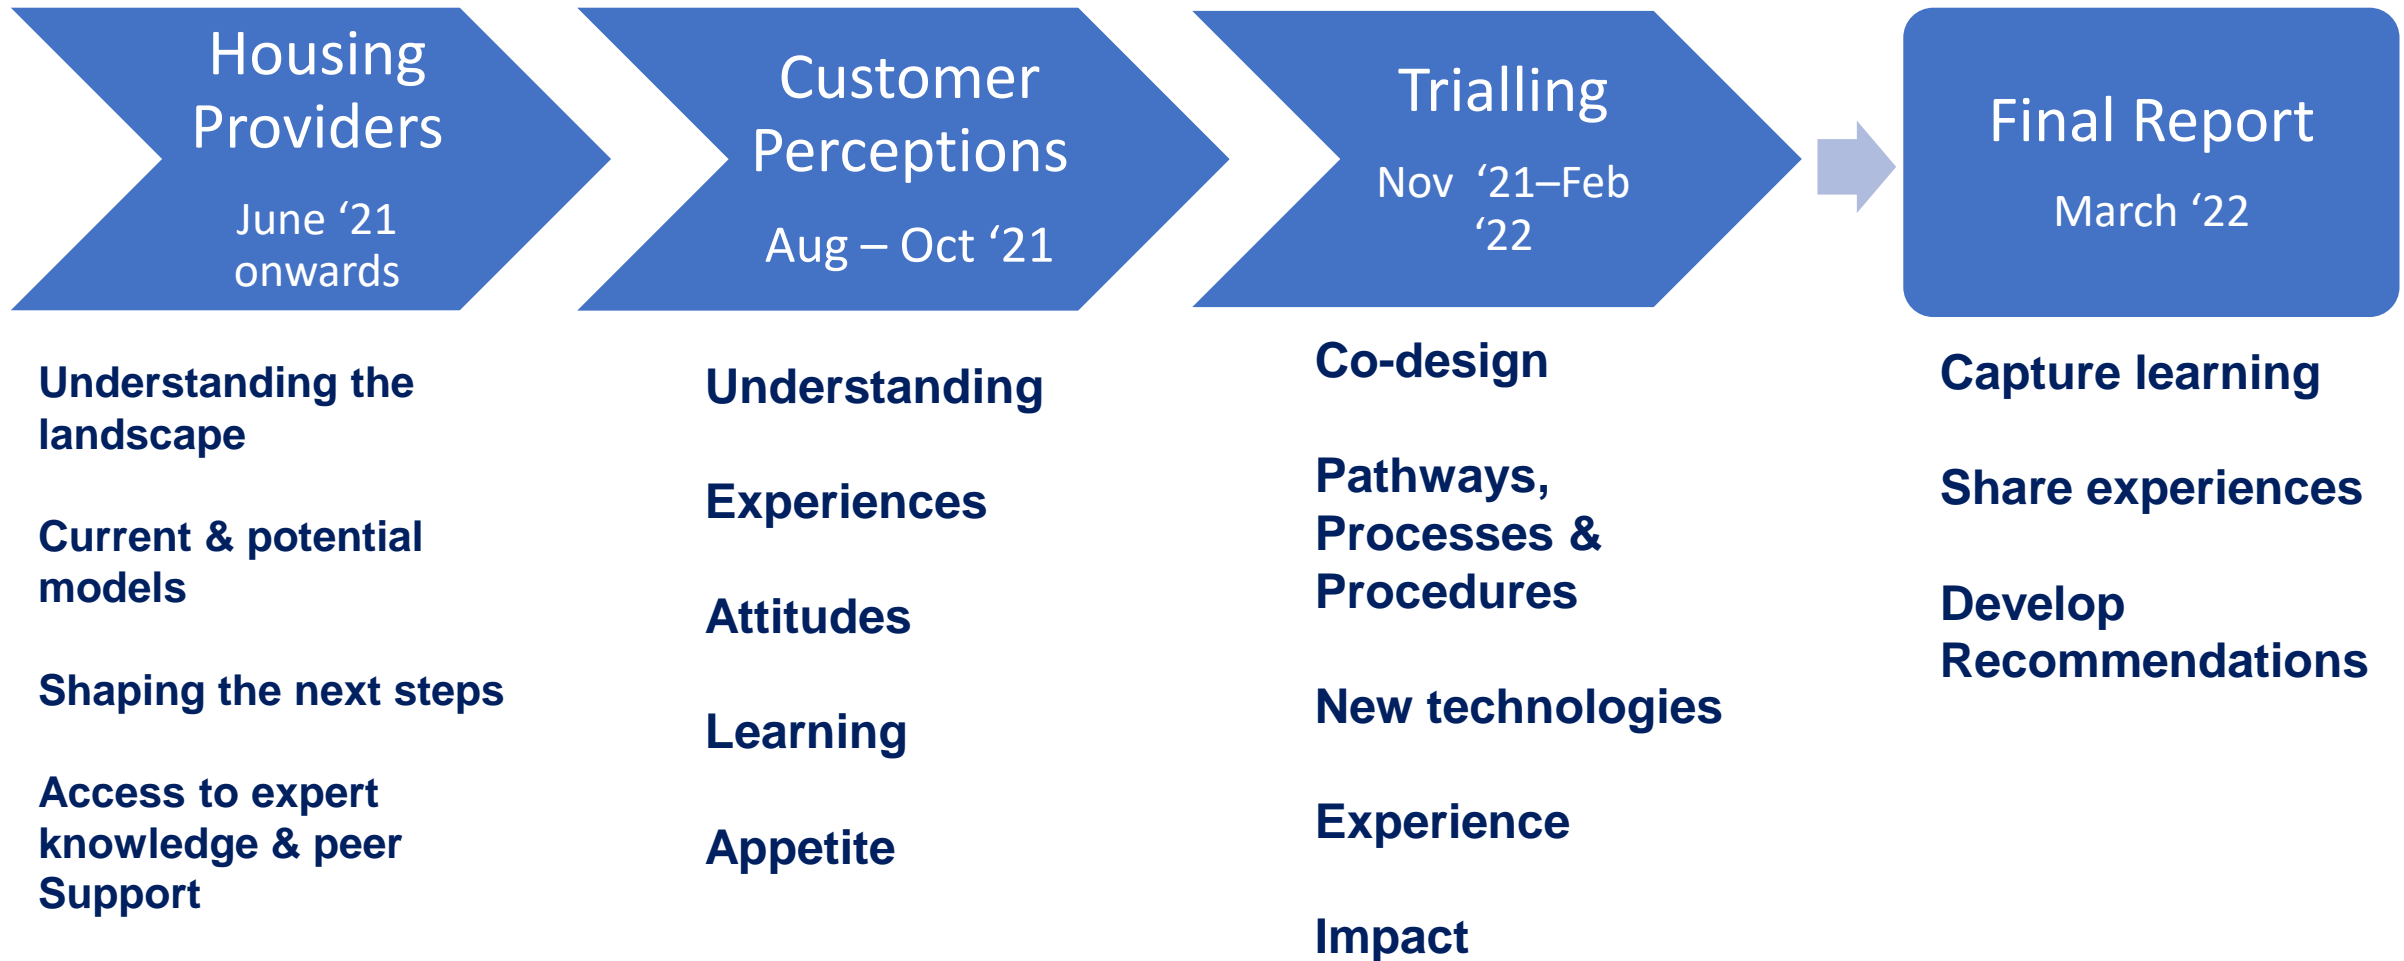 Housing
Providers
June ‘21
onwards
Understanding the
landscape
Current & potential
models
Shaping the next steps
Access to expert
knowledge & peer
Support
Customer
Perceptions
Aug – Oct ‘21
Understanding
Experiences
Attitudes
Learning
Appetite
Trialling
Nov ‘21–Feb
‘22
Co-design
Pathways,
Processes &
Procedures
New technologies
Experience
Impact
Final Report
March ‘22
Capture learning
Share experiences
Develop
Recommendations